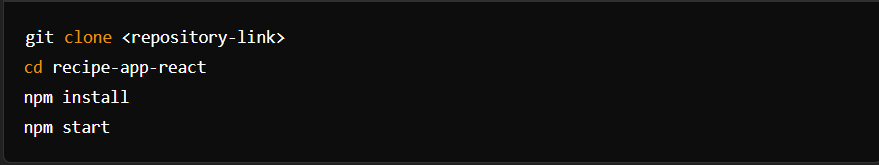 git clone <repository-link>
cd recipe-app-react
npm install
npm start